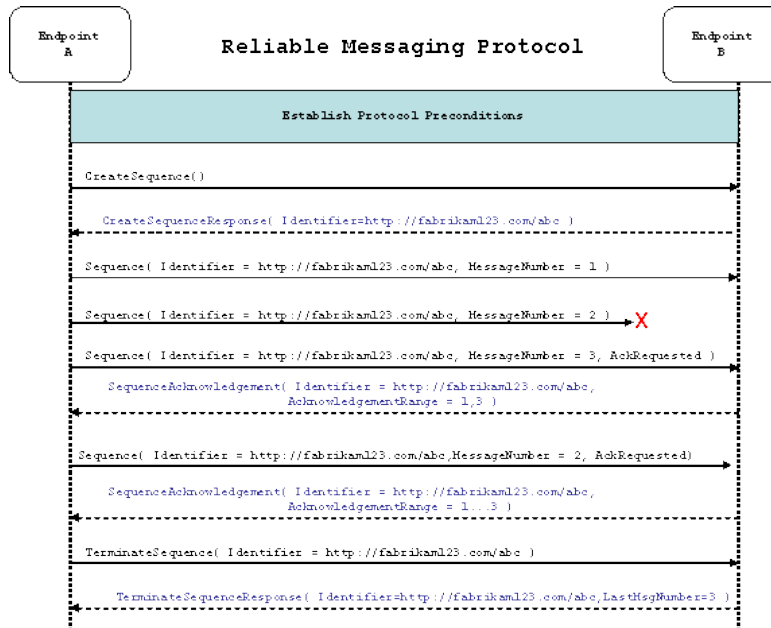 Endpoint
A
Reliable Messaging Protocol
Endpoint
B
Establish Protocol Preconditions
CreateSequence()
CreateSequenceResponse( Identifier=http://fabrikam123.com/abc )
Sequence( Identifier = http://fabrikam123.com/abc, MessageNumber = 1 )
Sequence( Identifier = http://fabrikam123.com/abc, MessageNumber = 2 )
X
Sequence( Identifier = http://fabrikam123.com/abc, MessageNumber = 3, AckRequested )
SequenceAcknowledgement( Identifier = http://fabrikam123.com/abc,
AcknowledgementRange = 1,3 )
Sequence( Identifier = http://fabrikam123.com/abc,MessageNumber = 2, AckRequested)
SequenceAcknowledgement( Identifier = http://fabrikam123.com/abc,
AcknowledgementRange = 1...3 )
TerminateSequence( Identifier = http://fabrikam123.com/abc )
TerminateSequenceResponse( Identifier=http://fabrikam123.com/abc,LastMsgNumber=3 )